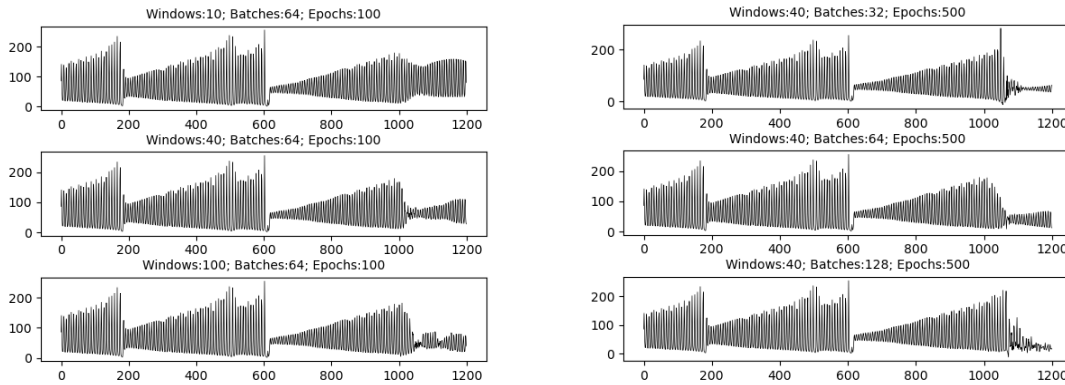 Windows:10; Batches:64; Epochs:100
200
100
0
0 200 400 600 800 1000 1200
Windows:40; Batches:64; Epochs:100
200
100
0
0 200 400 600 800 1000 1200
Windows:100; Batches:64; Epochs:100
200
100
0
0 200 400 600 800 1000 1200
Windows:40; Batches:32; Epochs:500
200
0
0 200 400 600 800 1000 1200
Windows:40; Batches:64; Epochs:500
200
100
0
0 200 400 600 800 1000 1200
Windows:40; Batches:128; Epochs:500
200
100
0
0 200 400 600 800 1000 1200